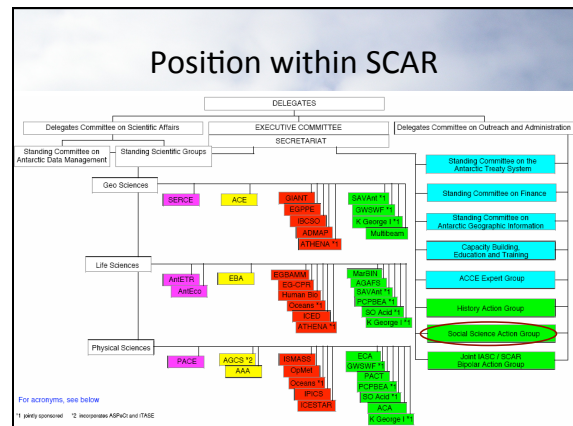 Position within SCAR
DELEGATES
Delegates Committee on Scientific Affairs
EXECUTIVE COMMITTEE
Delegates Committee on Outreach and Administration
SECRETARIAT
Standing Committee on
Antarctic Data Management
Standing Scientific Groups
Standing Committee on the
Antarctic Treaty System
Standing Committee on Finance
Standing Committee on
Antarctic Geographic Information
Capacity Building,
Education and Training
ACCE Expert Group
History Action Group
Social Science Action Group
Joint IASC / SCAR
Bipolar Action Group
Geo Sciences
SERCE
ACE
GIANT
EGPPE
IBCSO
ADMAP
ATHENA *1
SAVAnt *1
GWSWF *1
K George I *1
Multibeam
Life Sciences
AntETR
AntEco
EBA
EGBAMM
EG-CPR
Human Bio
Oceans *1
ICED
ATHENA *1
MarBIN
AGAFS
SAVAnt *1
PCPBEA *1
SO Acid *1
K George I *1
Physical Sciences
PACE
AGCS *2
AAA
ISMASS
OpMet
Oceans *1
IPICS
ICESTAR
ECA
GWSWF *1
PACT
PCPBEA *1
SO Acid *1
ACA
K George I *1
For acronyms, see below
*1 jointly sponsored *2 incorporates ASPeCt and ITASE